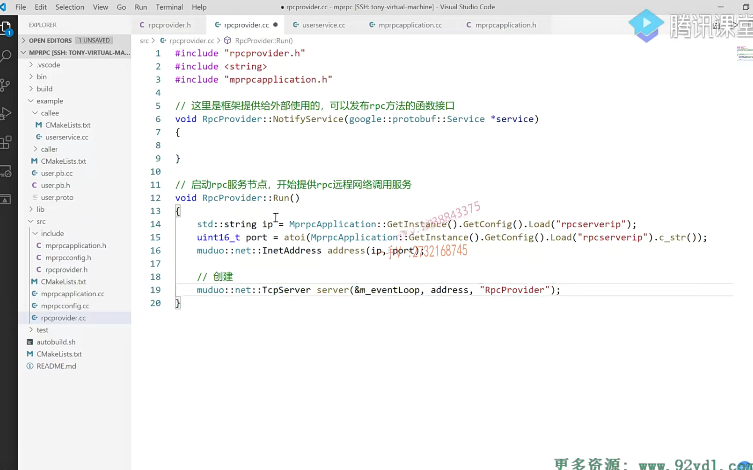 File Edit Selection View Go Run Terminal Help
● rpcprovider.cc - mprpc [SSH: tony-virtual-machine] - Visual Studio Code
腾讯课堂
EXPLORER
rpcprovider.h
rpcprovider.cc
userservice.cc
mprpcapplication.cc
mprpcapplication.h
OPEN EDITORS 1 UNSAVED
src > rpcprovider.cc > RpcProvider::Run()
MPRPC [SSH: TONY-VIRTUAL-MA...
.vscode
bin
build
example
callee
CMakeLists.txt
userservice.cc
caller
CMakeLists.txt
user.pb.cc
user.pb.h
user.proto
lib
src
include
mprpcapplication.h
mprpcconfig.h
rpcprovider.h
CMakeLists.txt
mprpcapplication.cc
mprpcconfig.cc
rpcprovider.cc
test
autobuild.sh
CMakeLists.txt
README.md
1 #include "rpcprovider.h"
2 #include <string>
3 #include "mprpcapplication.h"
4
5 // 这里是框架提供给外部使用的，可以发布rpc方法的函数接口
6 void RpcProvider::NotifyService(google::protobuf::Service *service)
7 {
8
9 }
10
11 // 启动rpc服务节点，开始提供rpc远程网络调用服务
12 void RpcProvider::Run()
13 {
14 std::string ip = MprpcApplication::GetInstance().GetConfig().Load("rpcserverip");
15 uint16_t port = atoi(MprpcApplication::GetInstance().GetConfig().Load("rpcserverip").c_str());
16 muduo::net::InetAddress address(ip, port);
17
18 // 创建
19 muduo::net::TcpServer server(&m_eventLoop, address, "RpcProvider");
20 }
更多资源：www.92ydl.com